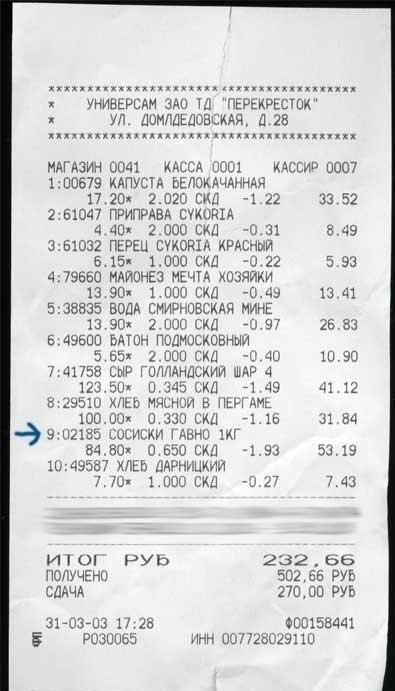 ****************************************
* УНИВЕРСАМ ЗАО ТД "ПЕРЕКРЕСТОК"
* УЛ. ДОМЛДЕДОВСКАЯ, Д.28
****************************************
МАГАЗИН 0041 КАССА 0001 КАССИР 0007
1:00679 КАПУСТА БЕЛОКАЧАННАЯ
17.20* 2.020 СКД -1.22 33.52
2:61047 ПРИПРАВА CYKORIA
4.40* 2.000 СКД -0.31 8.49
3:61032 ПЕРЕЦ CYKORIA КРАСНЫЙ
6.15* 1.000 СКД -0.22 5.93
4:79660 МАЙОНЕЗ МЕЧТА ХОЗЯЙКИ
13.90* 1.000 СКД -0.49 13.41
5:38835 ВОДА СМИРНОВСКАЯ МИНЕ
13.90* 2.000 СКД -0.97 26.83
6:49600 БАТОН ПОДМОСКОВНЫЙ
5.65* 2.000 СКД -0.40 10.90
7:41758 СЫР ГОЛЛАНДСКИЙ ШАР 4
123.50* 0.345 СКД -1.49 41.12
8:29510 ХЛЕБ МЯСНОЙ В ПЕРГАМЕ
100.00* 0.330 СКД -1.16 31.84
9:02185 СОСИСКИ ГАВНО 1КГ
84.80* 0.650 СКД -1.93 53.19
10:49587 ХЛЕБ ДАРНИЦКИЙ
7.70* 1.000 СКД -0.27 7.43
ИТОГ РУБ 232,66
ПОЛУЧЕНО 502,66 РУБ
СДАЧА 270,00 РУБ
31-03-03 17:28 Ф00158441
Р030065 ИНН 007728029110